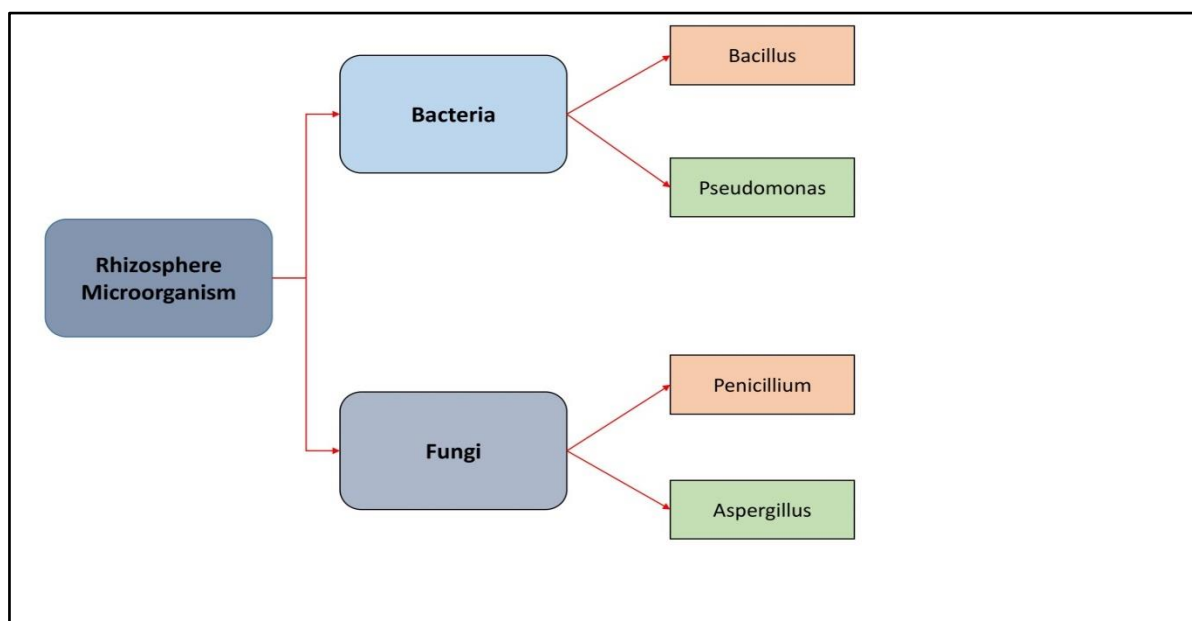 Rhizosphere
Microorganism
Bacteria
Bacillus
Pseudomonas
Fungi
Penicillium
Aspergillus